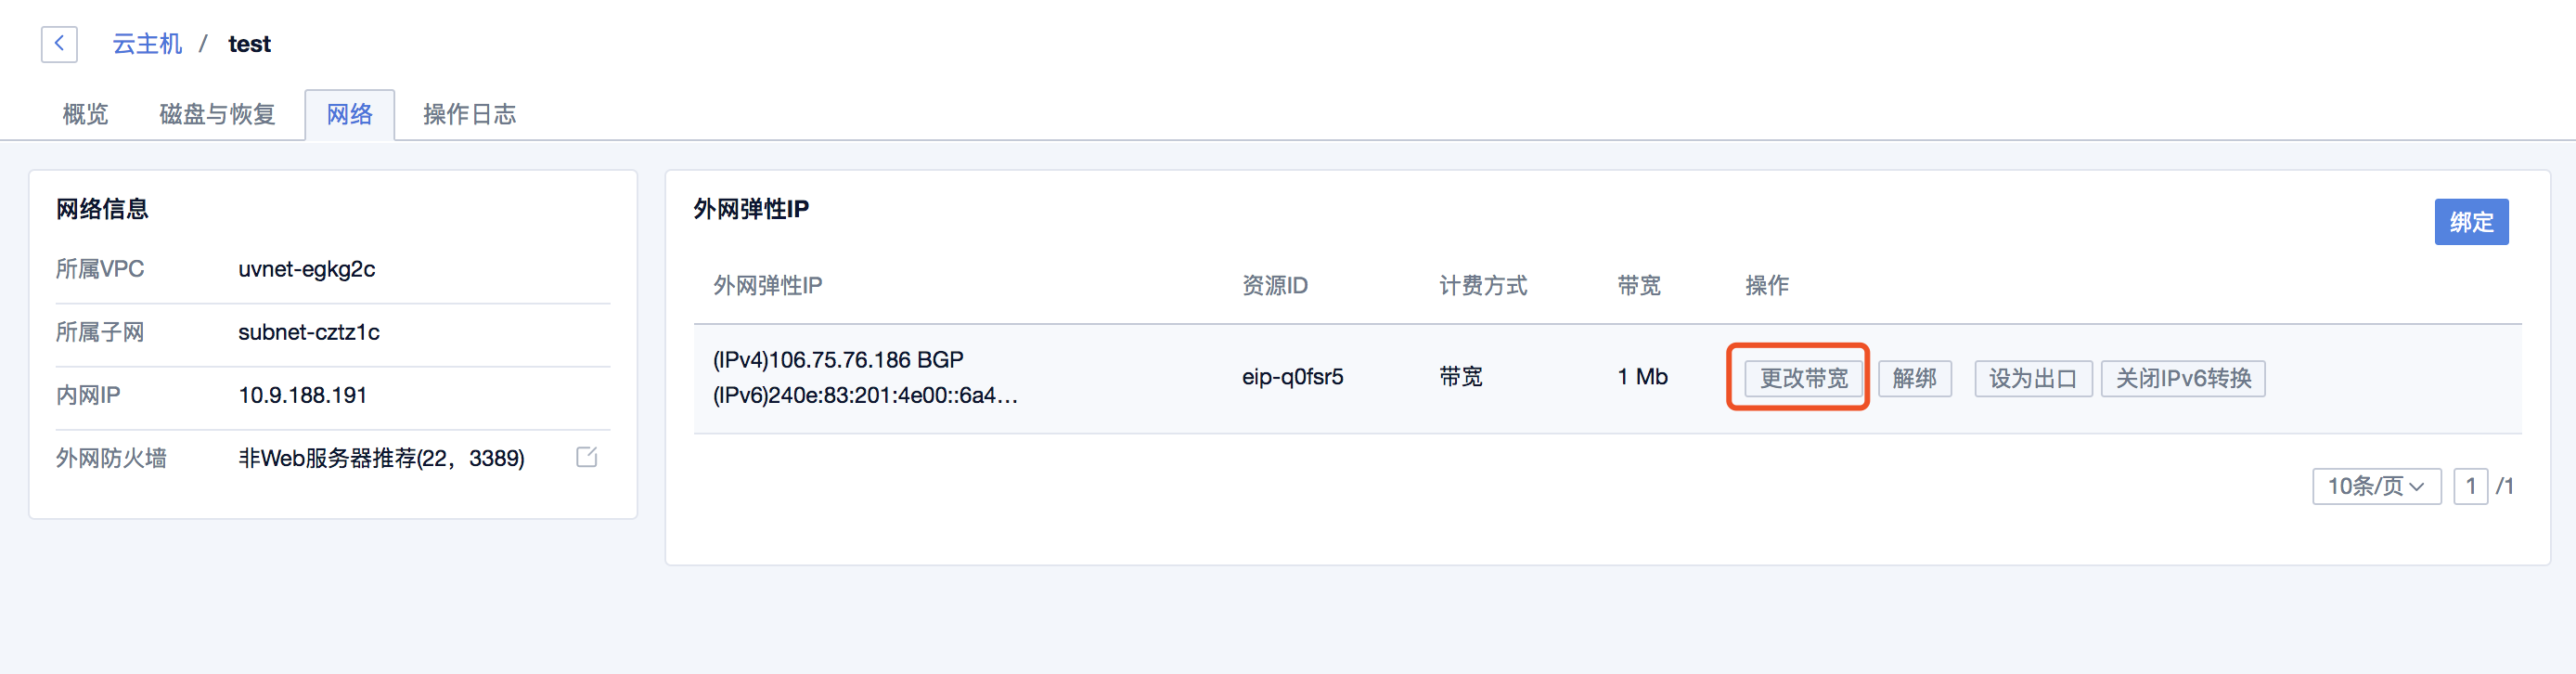 云主机 / test
概览 磁盘与恢复 网络 操作日志
网络信息
所属VPC uvnet-egkg2c
所属子网 subnet-cztz1c
内网IP 10.9.188.191
外网防火墙 非Web服务器推荐(22，3389)
外网弹性IP
绑定
外网弹性IP 资源ID 计费方式 带宽 操作
(IPv4)106.75.76.186 BGP
(IPv6)240e:83:201:4e00::6a4…
eip-q0fsr5 带宽 1 Mb 更改带宽 解绑 设为出口 关闭IPv6转换
10条/页 1 /1